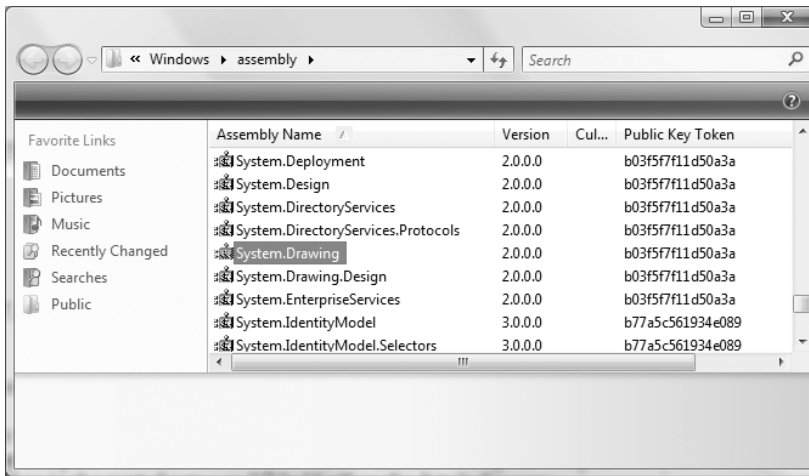 « Windows ▸ assembly ▸ Search
Favorite Links
Documents
Pictures
Music
Recently Changed
Searches
Public
Assembly Name Version Cul... Public Key Token
System.Deployment 2.0.0.0 b03f5f7f11d50a3a
System.Design 2.0.0.0 b03f5f7f11d50a3a
System.DirectoryServices 2.0.0.0 b03f5f7f11d50a3a
System.DirectoryServices.Protocols 2.0.0.0 b03f5f7f11d50a3a
System.Drawing 2.0.0.0 b03f5f7f11d50a3a
System.Drawing.Design 2.0.0.0 b03f5f7f11d50a3a
System.EnterpriseServices 2.0.0.0 b03f5f7f11d50a3a
System.IdentityModel 3.0.0.0 b77a5c561934e089
System.IdentityModel.Selectors 3.0.0.0 b77a5c561934e089